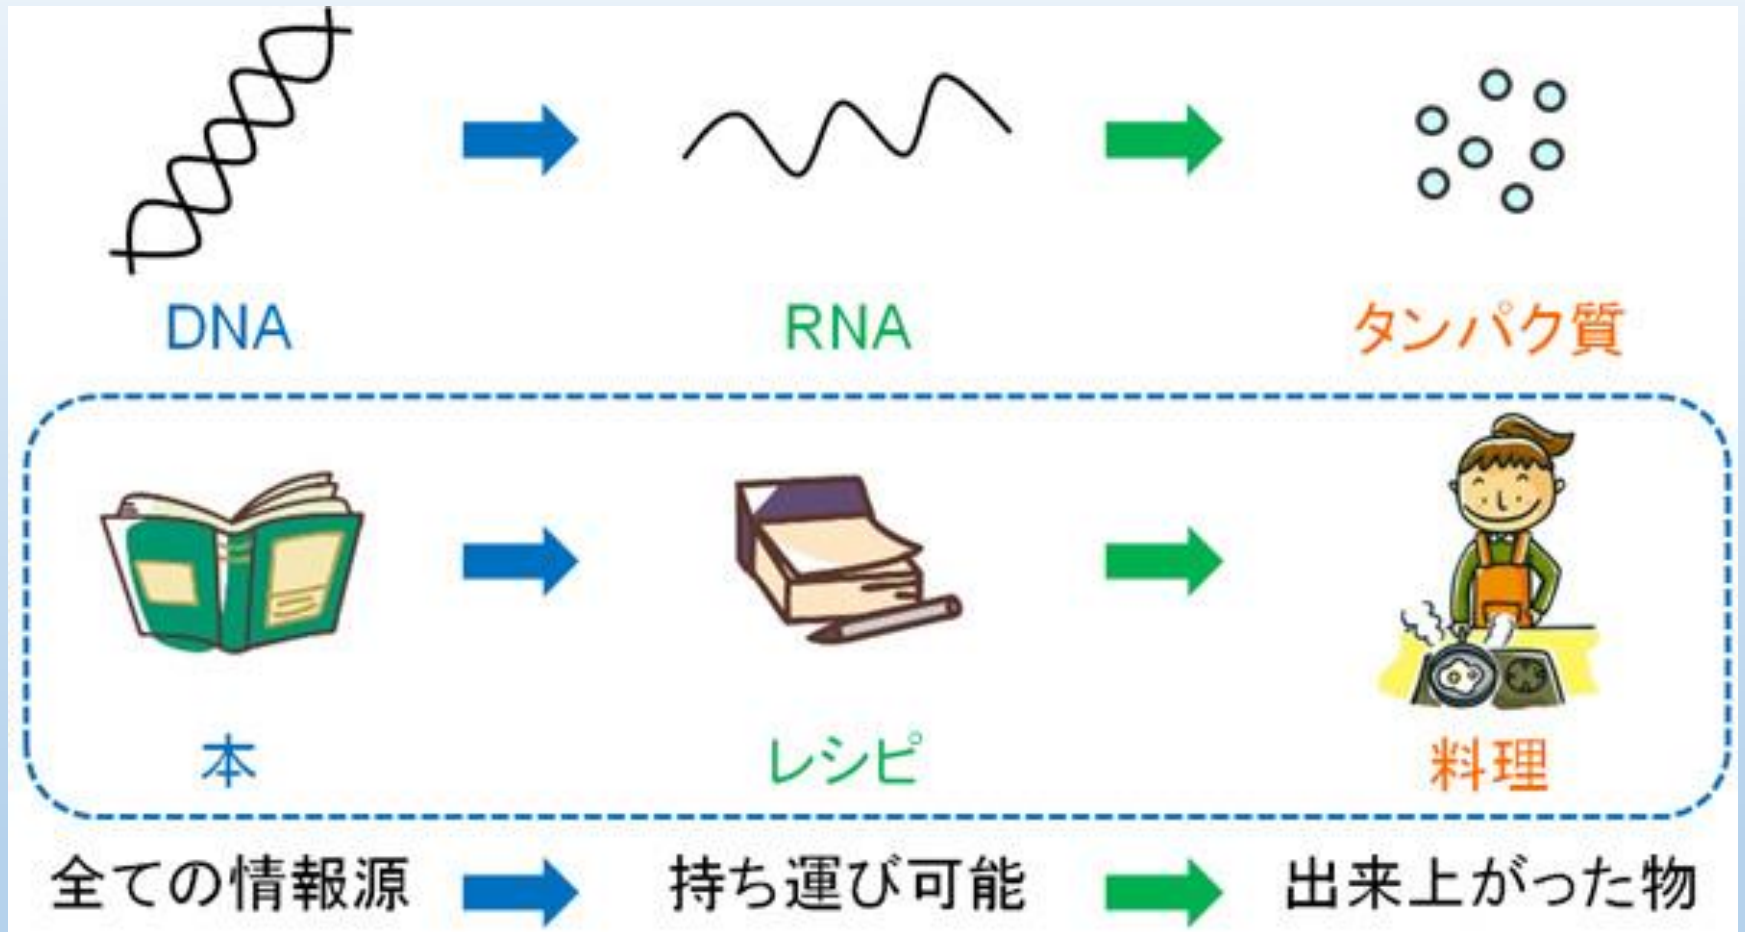 DNA
RNA
タンパク質
本
レシピ
料理
全ての情報源
持ち運び可能
出来上がった物